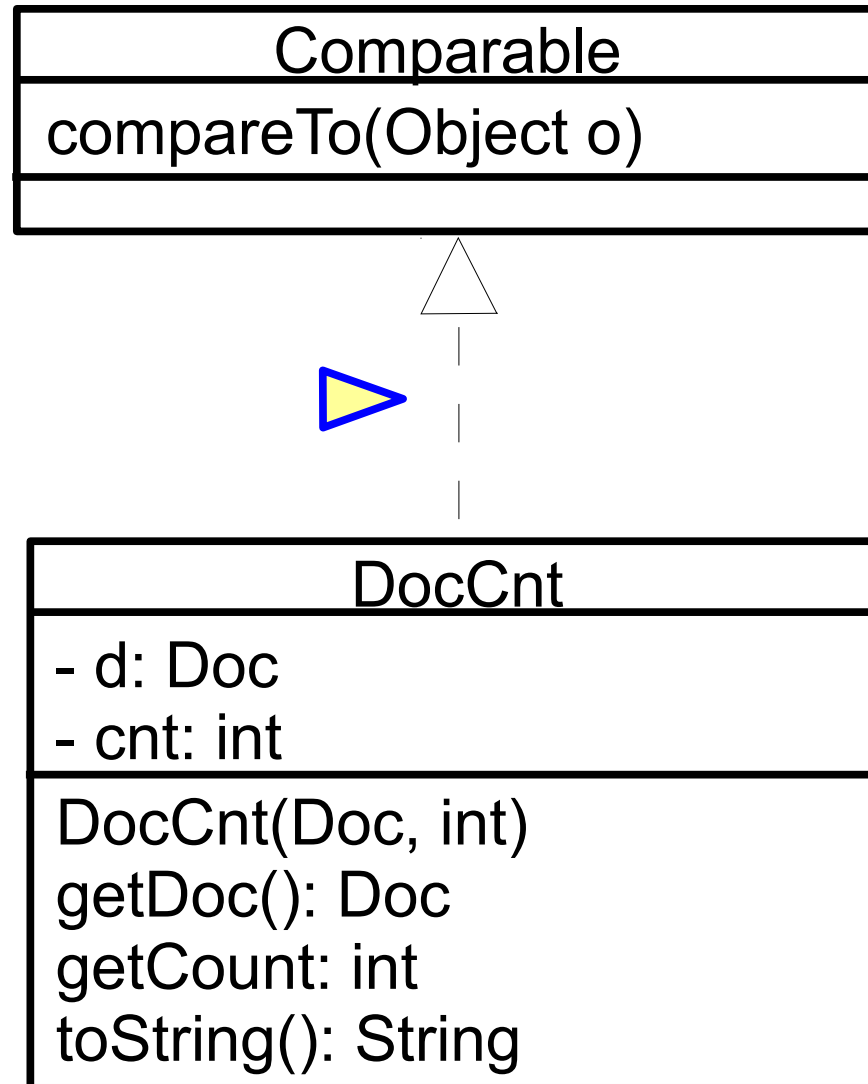 Comparable
compareTo(Object o)
DocCnt
- d: Doc
- cnt: int
DocCnt(Doc, int)
getDoc(): Doc
getCount: int
toString(): String